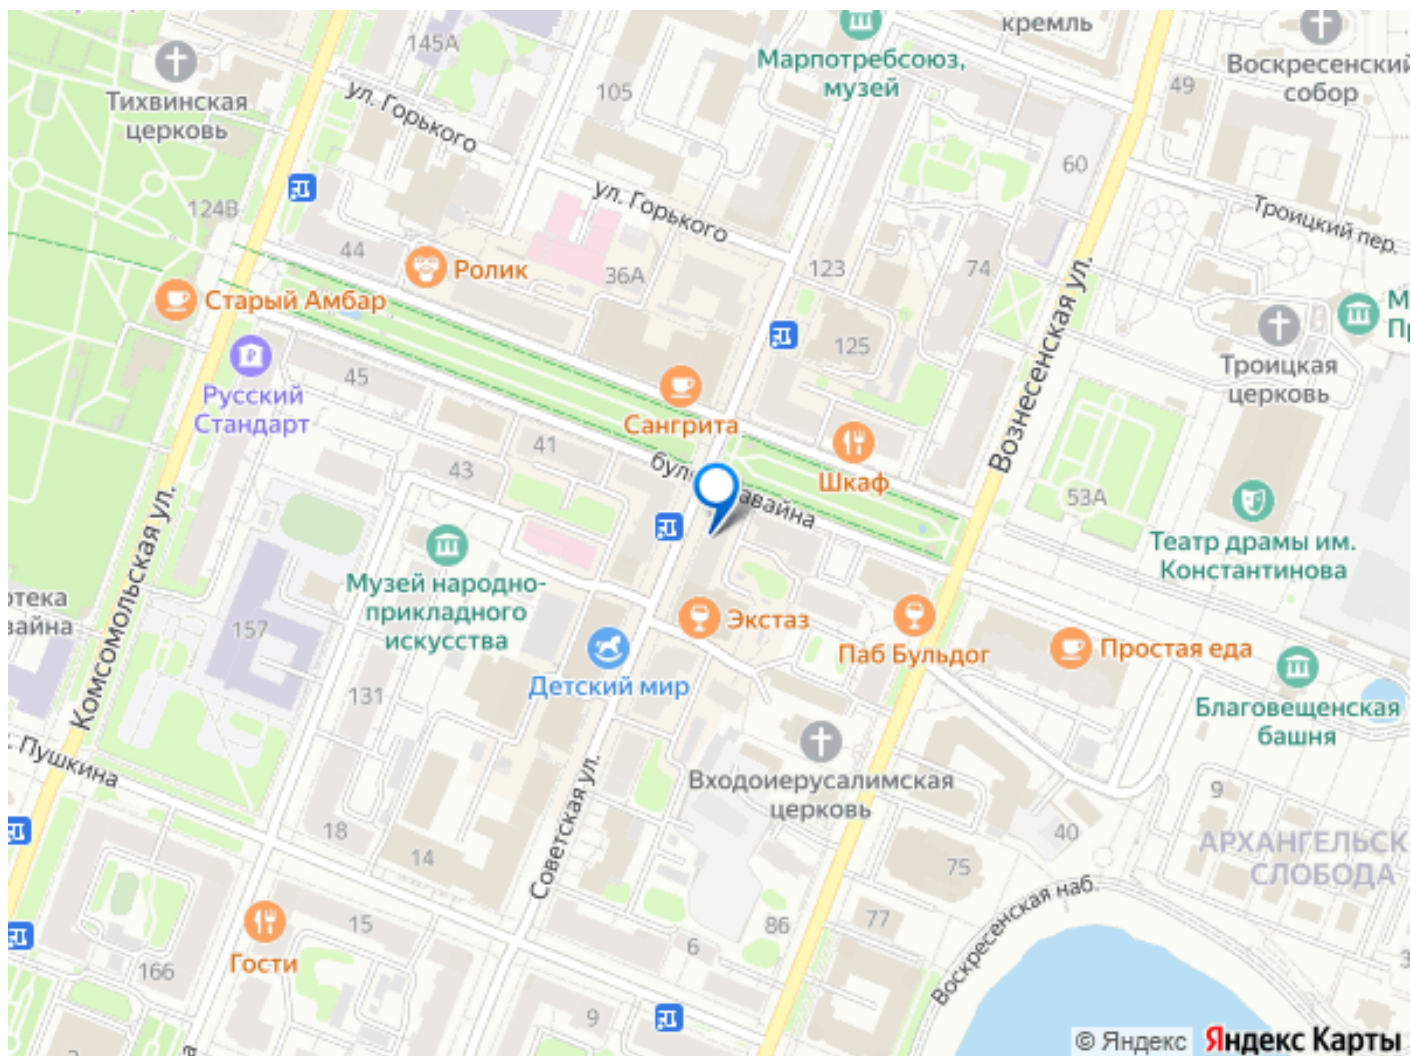 145А
кремль
Марпотребсоюз,
музей
Воскресенский
собор
49
105
Тихвинская
церковь
ул. Горького
60
124В
ул. Горького
Троицкий пер.
44
Ролик
36А
123
74
Старый Амбар
Вознесенская ул.
125
Троицкая
церковь
45
Русский
Стандарт
Сангрита
41
43
Шкаф
53А
Театр драмы им.
Константинова
Комсомольская ул.
Музей народно-
прикладного
искусства
157
Экстаз
Паб Бульдог
Простая еда
Детский мир
131
Благовещенская
башня
Пушкина
Входоиерусалимская
церковь
9
Советская ул.
18
14
40
75
СЛОБОДА
Воскресенская наб.
77
86
15
6
Гости
166
9
© Яндекс Яндекс Карты